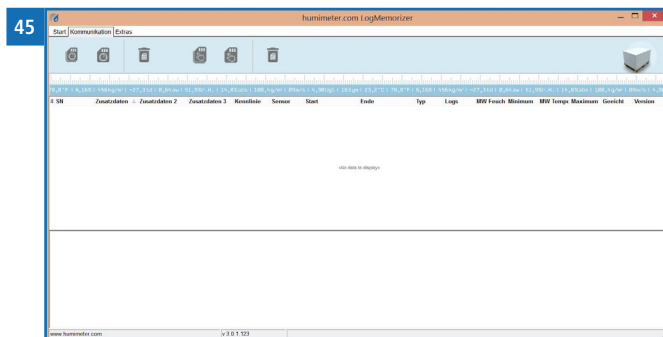 45
humimeter.com LogMemorizer
Start Kommunikation Extras
# SN Zusatzdaten Zusatzdaten 2 Zusatzdaten 3 Kennlinie Sensor Start Ende Typ Logs MW Feuch Minimum MW Tempe Maximum Geeicht Version
<No data to display>
www.humimeter.com v 3.0.1.123